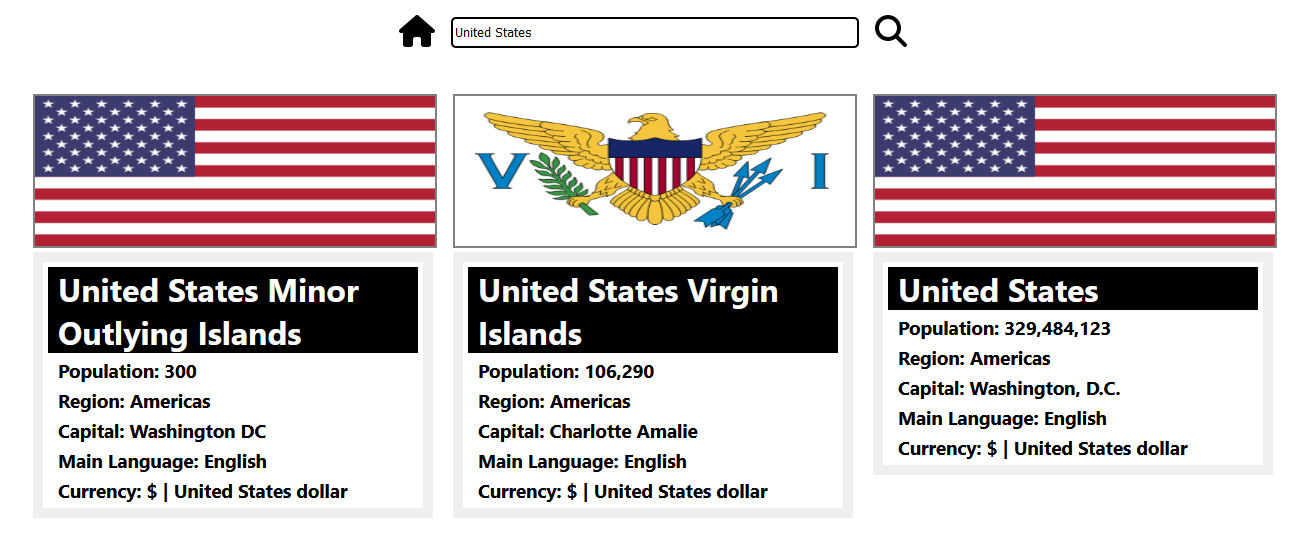 United States
V I
United States Minor
Outlying Islands
Population: 300
Region: Americas
Capital: Washington DC
Main Language: English
Currency: $ | United States dollar
United States Virgin
Islands
Population: 106,290
Region: Americas
Capital: Charlotte Amalie
Main Language: English
Currency: $ | United States dollar
United States
Population: 329,484,123
Region: Americas
Capital: Washington, D.C.
Main Language: English
Currency: $ | United States dollar